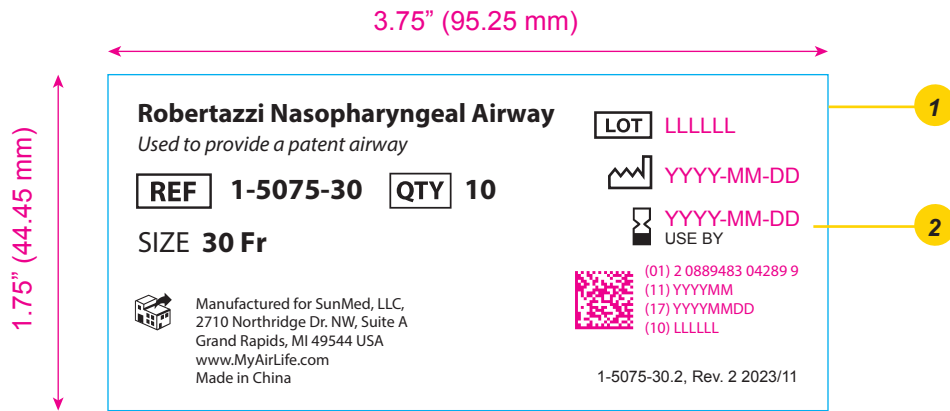 3.75” (95.25 mm)
1.75” (44.45 mm)
Robertazzi Nasopharyngeal Airway
Used to provide a patent airway
REF 1-5075-30 QTY 10
SIZE 30 Fr
Manufactured for SunMed, LLC,
2710 Northridge Dr. NW, Suite A
Grand Rapids, MI 49544 USA
www.MyAirLife.com
Made in China
LOT LLLLLL
YYYY-MM-DD
YYYY-MM-DD
USE BY
(01) 2 0889483 04289 9
(11) YYYYMM
(17) YYYYMMDD
(10) LLLLLL
1-5075-30.2, Rev. 2 2023/11
1
2